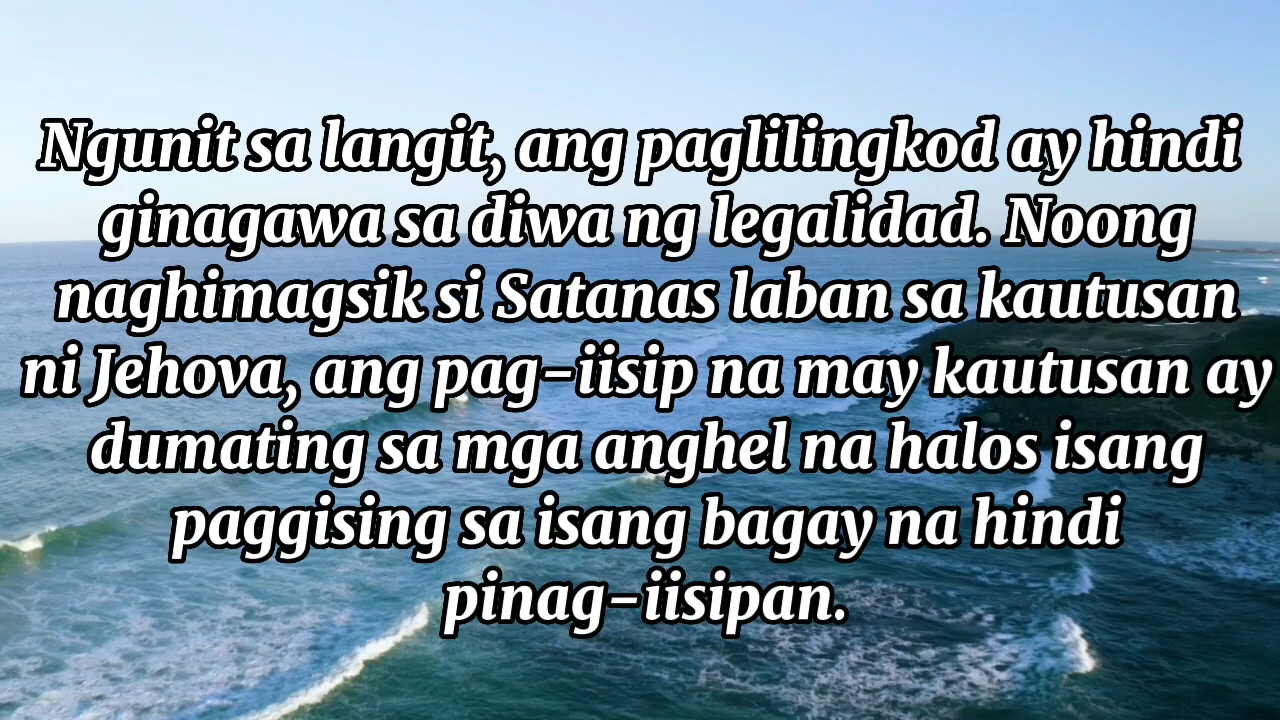 Ngunit sa langit, ang paglilingkod ay hindi
ginagawa sa diwa ng legalidad. Noong
naghimagsik si Satanas laban sa kautusan
ni Jehova, ang pag-iisip na may kautusan ay
dumating sa mga anghel na halos isang
paggising sa isang bagay na hindi
pinag-iisipan.